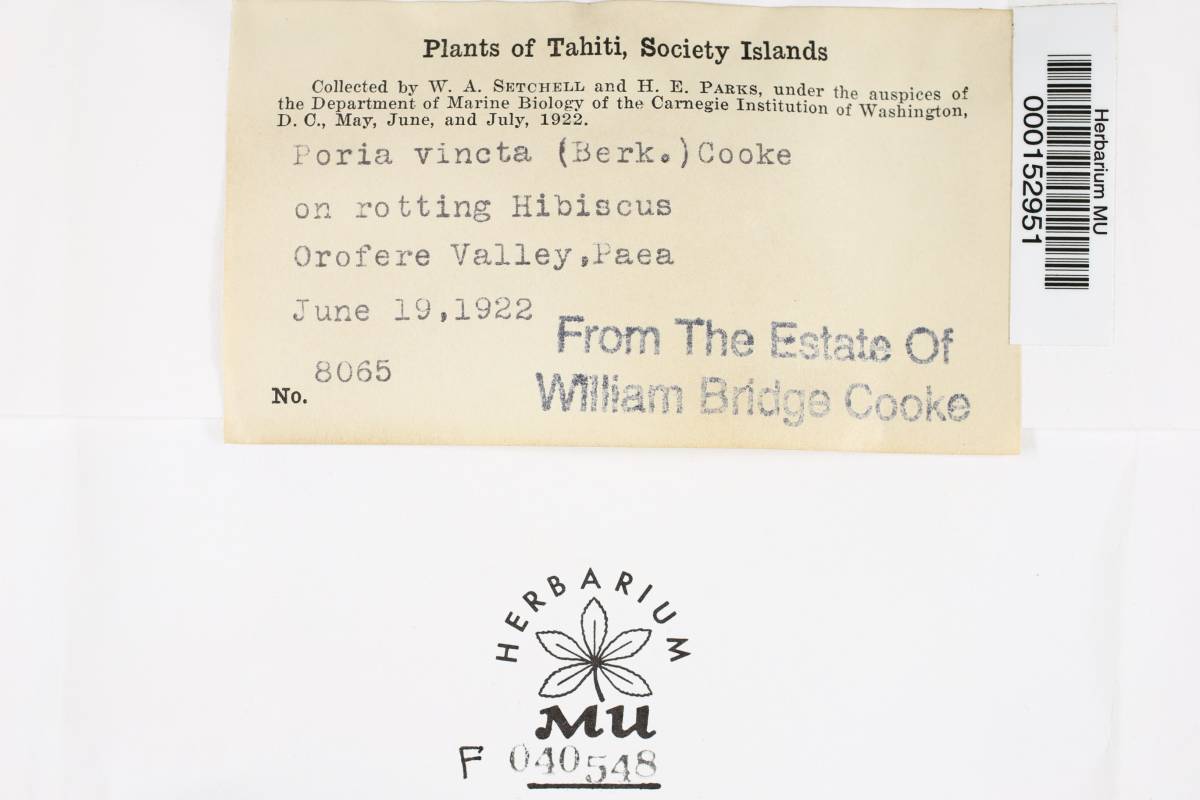 Plants of Tahiti, Society Islands
Collected by W. A. SETCHELL and H. E. PARKS, under the auspices of
the Department of Marine Biology of the Carnegie Institution of Washington,
D. C., May, June, and July, 1922.
Poria vincta (Berk.)Cooke
on rotting Hibiscus
Orofere Valley,Paea
June 19,1922
8065
No.
From The Estate Of
William Bridge Cooke
Herbarium MU
000152951
HERBARIUM
MU
F 040548